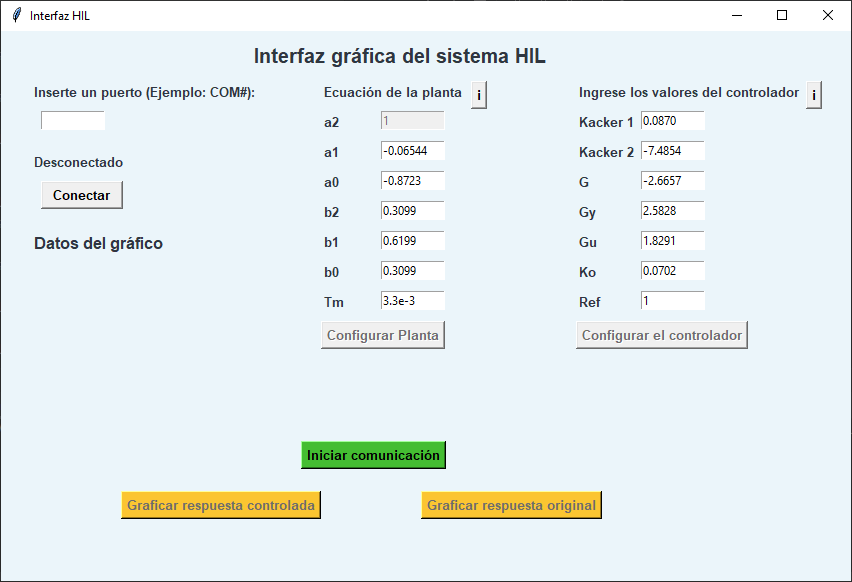 Interfaz HIL
Interfaz gráfica del sistema HIL
Inserte un puerto (Ejemplo: COM#):
Desconectado
Conectar
Datos del gráfico
Ecuación de la planta i
a2 1
a1 -0.06544
a0 -0.8723
b2 0.3099
b1 0.6199
b0 0.3099
Tm 3.3e-3
Configurar Planta
Ingrese los valores del controlador i
Kacker 1 0.0870
Kacker 2 -7.4854
G -2.6657
Gy 2.5828
Gu 1.8291
Ko 0.0702
Ref 1
Configurar el controlador
Iniciar comunicación
Graficar respuesta controlada
Graficar respuesta original